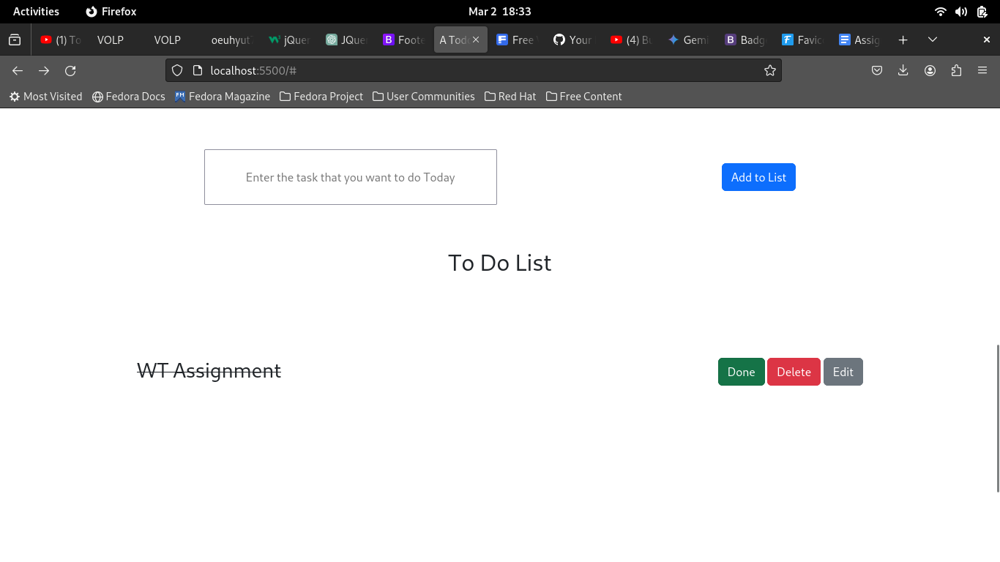 Activities Firefox Mar 2 18:33
(1) To VOLP VOLP oeuhyut jQuer JQue Foote A Tod Free Your (4) Bu Gemi Badg Favic Assig
localhost:5500/#
Most Visited Fedora Docs Fedora Magazine Fedora Project User Communities Red Hat Free Content
Enter the task that you want to do Today Add to List
To Do List
WT Assignment Done Delete Edit